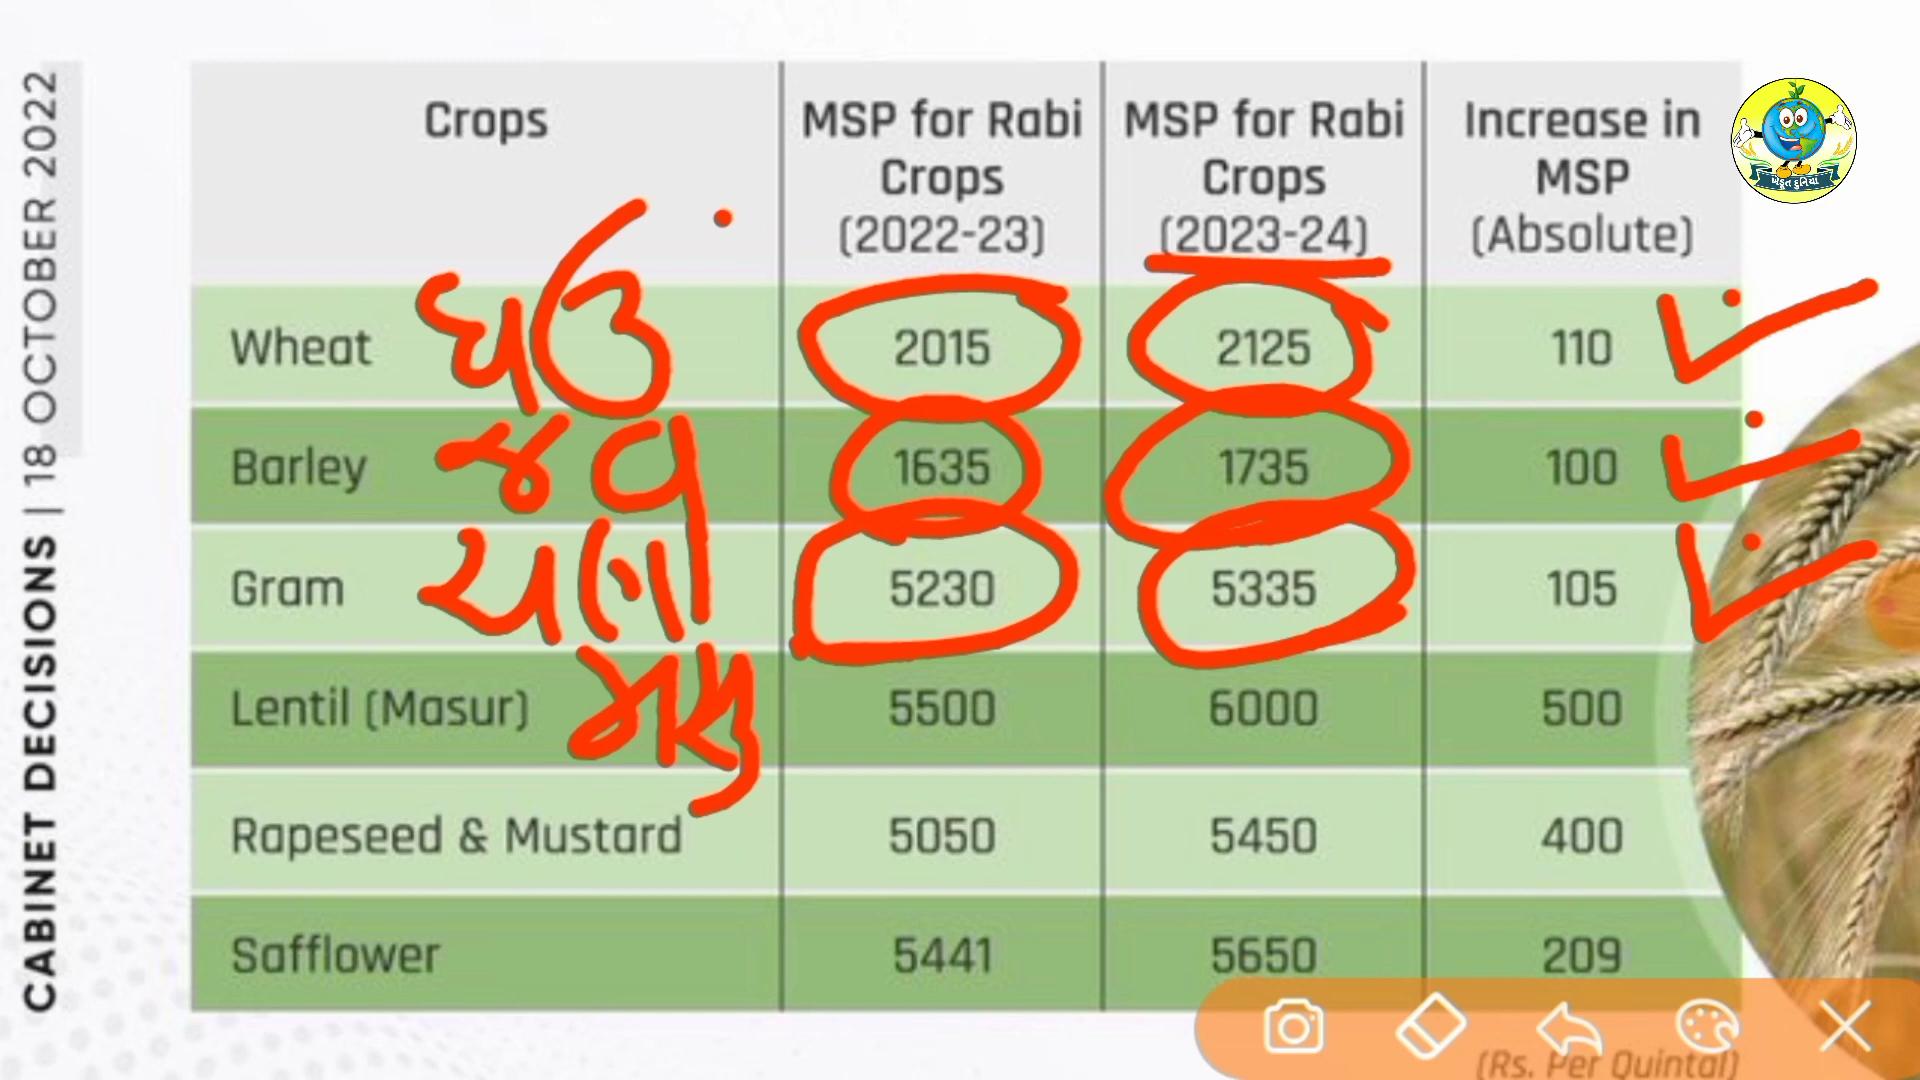 CABINET DECISIONS | 18 OCTOBER 2022
Crops
MSP for Rabi Crops (2022-23)
MSP for Rabi Crops (2023-24)
Increase in MSP (Absolute)
ખેડૂત દુનિયા
Wheat ઘઉં 2015 2125 110
Barley જવ 1635 1735 100
Gram ચણા 5230 5335 105
Lentil (Masur) મસુ 5500 6000 500
Rapeseed & Mustard 5050 5450 400
Safflower 5441 5650 209
(Rs. Per Quintal)